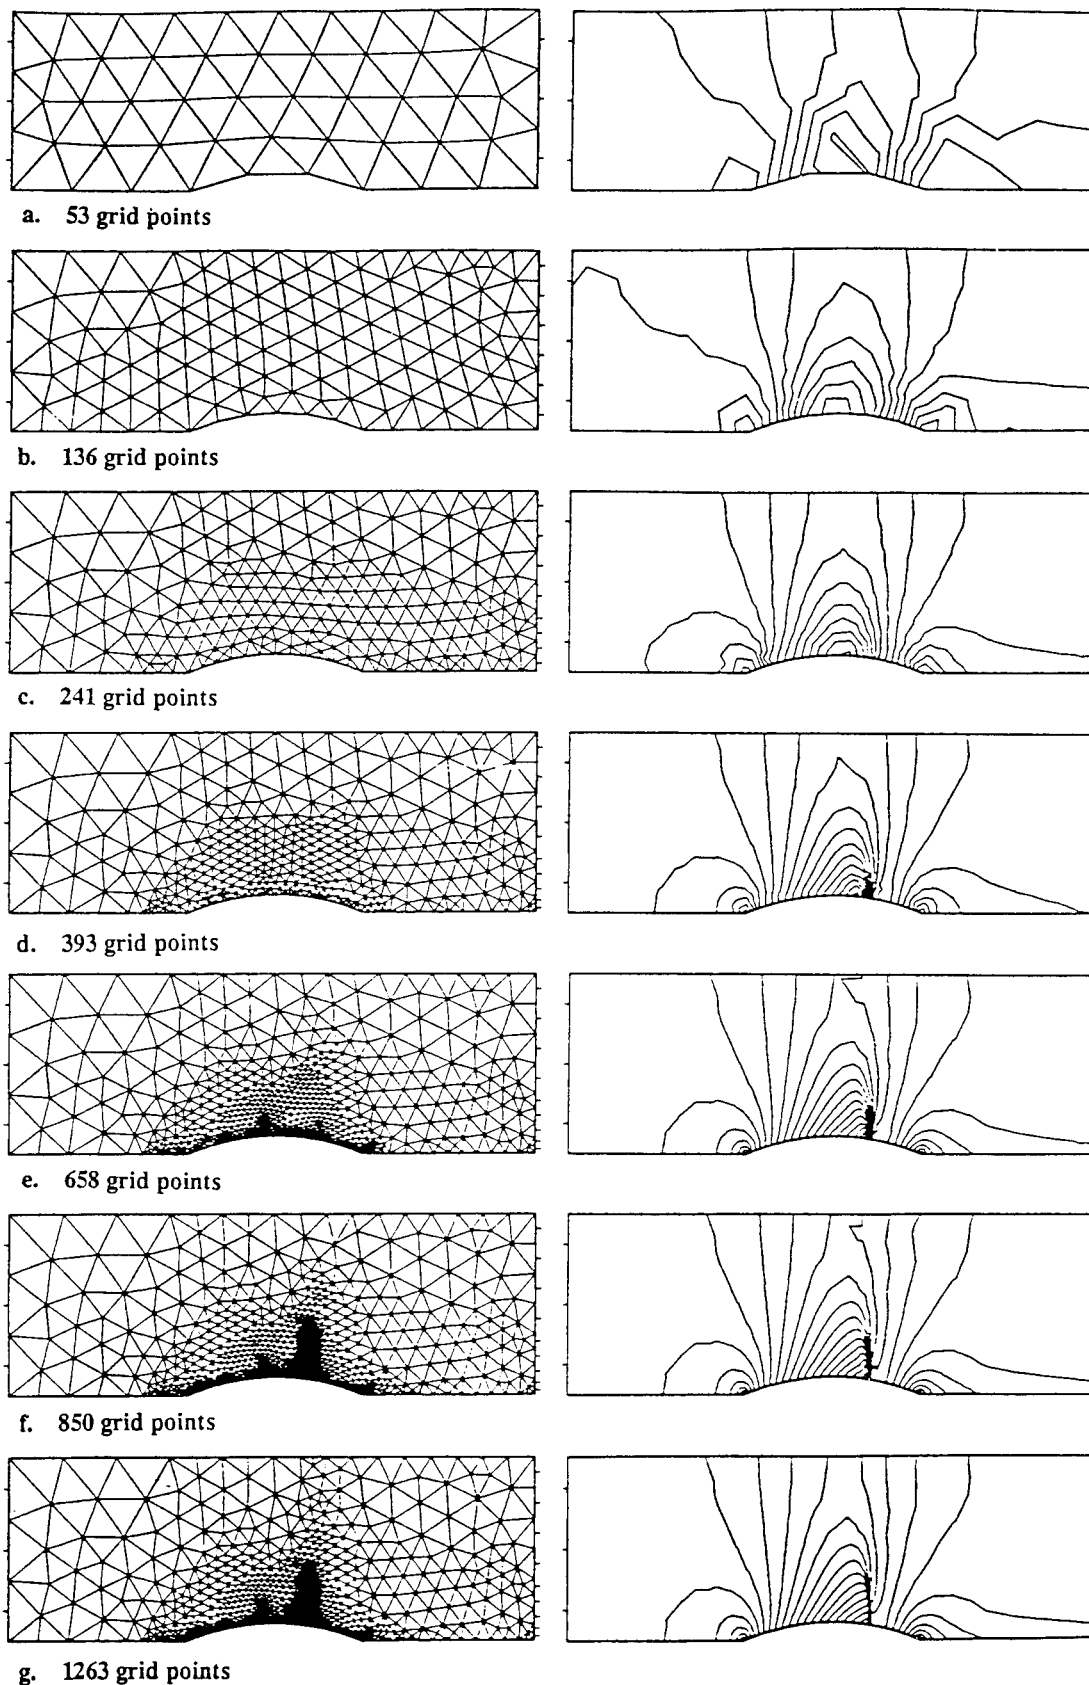 a. 53 grid points
b. 136 grid points
c. 241 grid points
d. 393 grid points
e. 658 grid points
f. 850 grid points
g. 1263 grid points